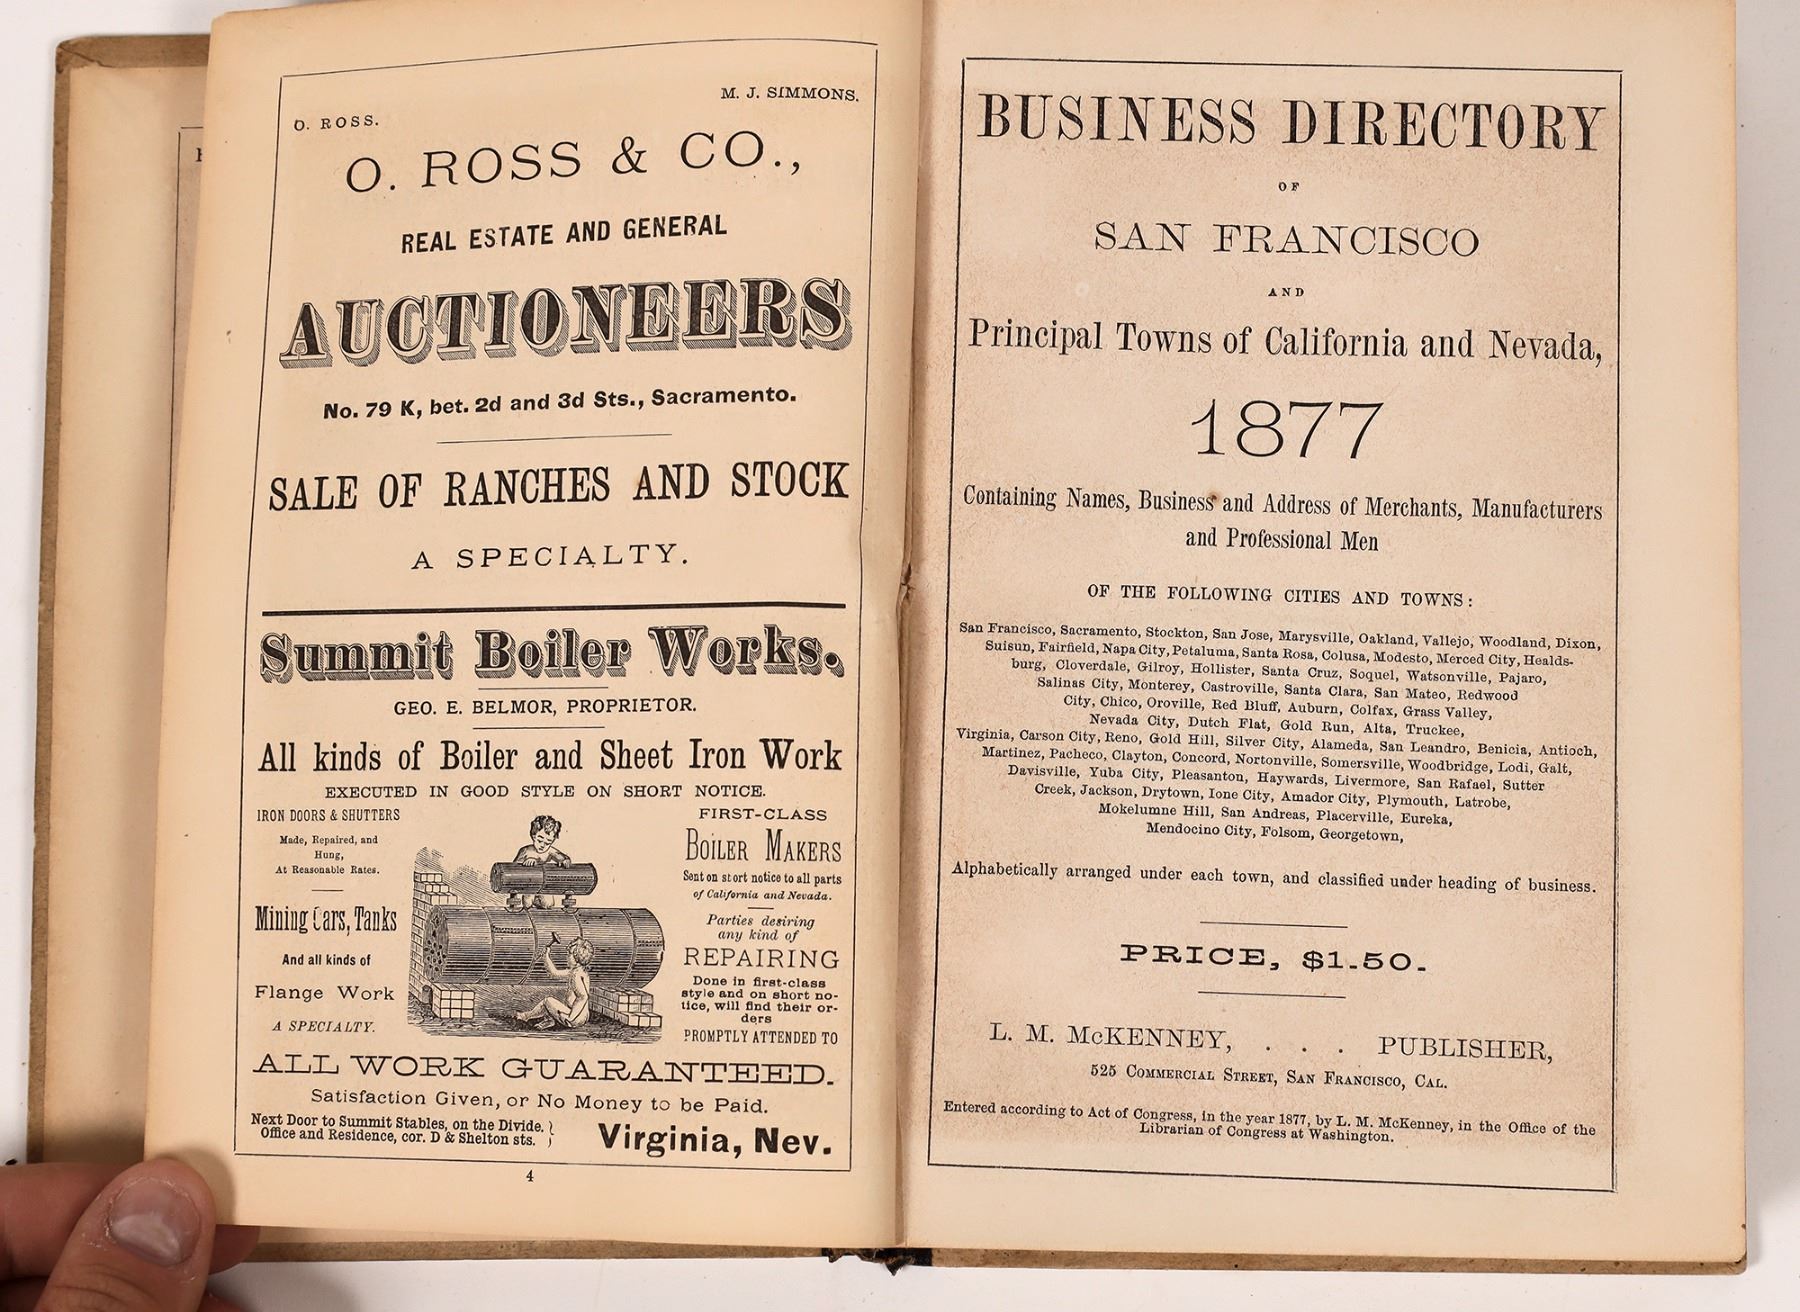 M. J. SIMMONS.
O. ROSS.
O. ROSS & CO.,
REAL ESTATE AND GENERAL
AUCTIONEERS
No. 79 K, bet. 2d and 3d Sts., Sacramento.
SALE OF RANCHES AND STOCK
A SPECIALTY.
Summit Boiler Works.
GEO. E. BELMOR, PROPRIETOR.
All kinds of Boiler and Sheet Iron Work
EXECUTED IN GOOD STYLE ON SHORT NOTICE.
IRON DOORS & SHUTTERS
Made, Repaired, and
Hung,
At Reasonable Rates.
Mining Cars, Tanks
And all kinds of
Flange Work
A SPECIALTY.
FIRST-CLASS
BOILER MAKERS
Sent on stort notice to all parts
of California and Nevada.
Parties desiring
any kind of
REPAIRING
Done in first-class
style and on short no-
tice, will find their or-
ders
PROMPTLY ATTENDED TO
ALL WORK GUARANTEED.
Satisfaction Given, or No Money to be Paid.
Next Door to Summit Stables, on the Divide.
Office and Residence, cor. D & Shelton sts. }
Virginia, Nev.
4
BUSINESS DIRECTORY
OF
SAN FRANCISCO
AND
Principal Towns of California and Nevada,
1877
Containing Names, Business and Address of Merchants, Manufacturers
and Professional Men
OF THE FOLLOWING CITIES AND TOWNS:
San Francisco, Sacramento, Stockton, San Jose, Marysville, Oakland, Vallejo, Woodland, Dixon,
Suisun, Fairfield, Napa City, Petaluma, Santa Rosa, Colusa, Modesto, Merced City, Healds-
burg, Cloverdale, Gilroy, Hollister, Santa Cruz, Soquel, Watsonville, Pajaro,
Salinas City, Monterey, Castroville, Santa Clara, San Mateo, Redwood
City, Chico, Oroville, Red Bluff, Auburn, Colfax, Grass Valley,
Nevada City, Dutch Flat, Gold Run, Alta, Truckee,
Virginia, Carson City, Reno, Gold Hill, Silver City, Alameda, San Leandro, Benicia, Antioch,
Martinez, Pacheco, Clayton, Concord, Nortonville, Somersville, Woodbridge, Lodi, Galt,
Davisville, Yuba City, Pleasanton, Haywards, Livermore, San Rafael, Sutter
Creek, Jackson, Drytown, Ione City, Amador City, Plymouth, Latrobe,
Mokelumne Hill, San Andreas, Placerville, Eureka,
Mendocino City, Folsom, Georgetown,
Alphabetically arranged under each town, and classified under heading of business.
PRICE, $1.50.
L. M. McKENNEY, . . . PUBLISHER,
525 COMMERCIAL STREET, SAN FRANCISCO, CAL.
Entered according to Act of Congress, in the year 1877, by L. M. McKenney, in the Office of the
Librarian of Congress at Washington.